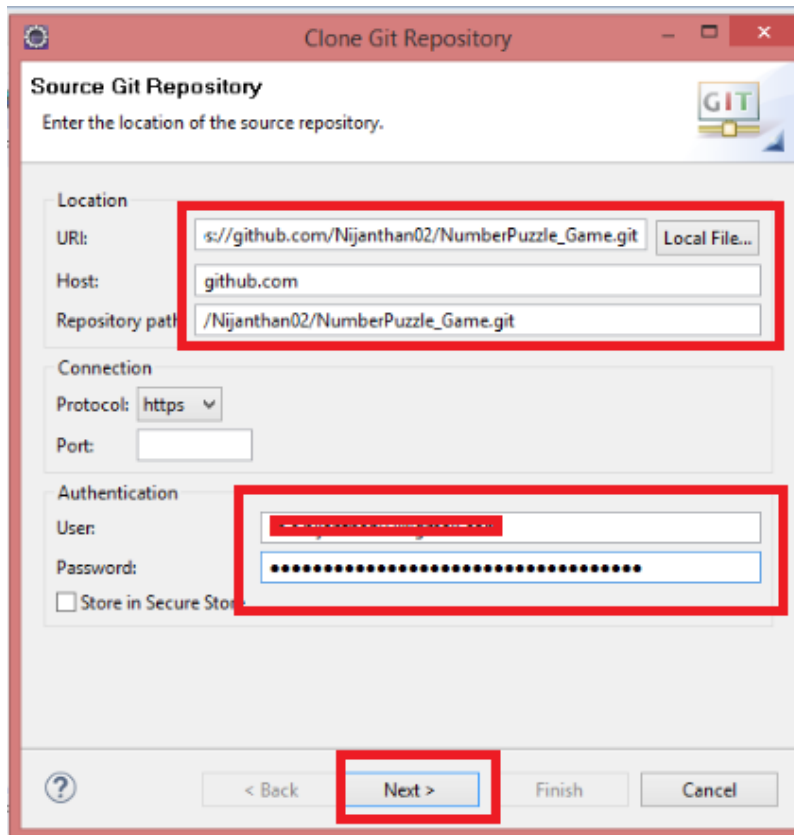 Clone Git Repository
Source Git Repository
GIT
Enter the location of the source repository.
Location
URI: s://github.com/Nijanthan02/NumberPuzzle_Game.git Local File...
Host: github.com
Repository path /Nijanthan02/NumberPuzzle_Game.git
Connection
Protocol: https
Port:
Authentication
User:
Password: ●●●●●●●●●●●●●●●●●●●●●●●●●●●●●●●●●●●
Store in Secure Stor
? < Back Next > Finish Cancel